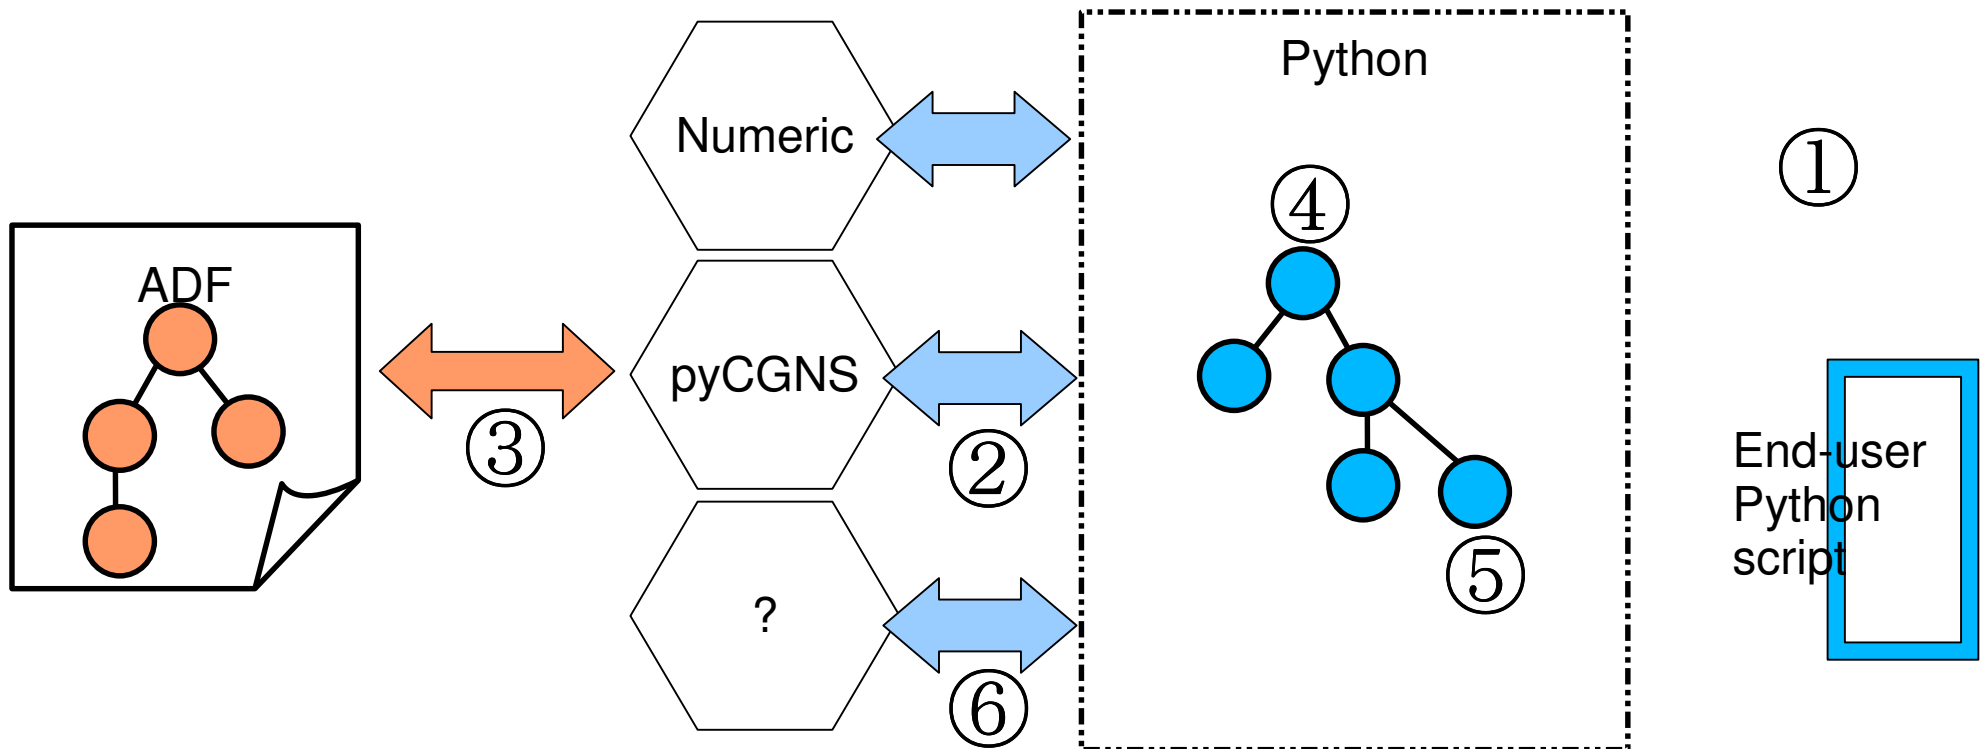 Python
Numeric
①
④
ADF
pyCGNS
③
②
End-user
Python
script
⑤
?
⑥